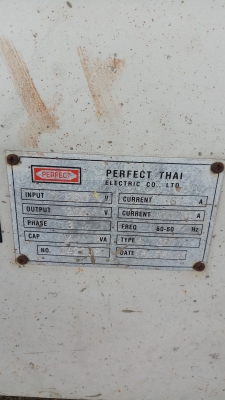 PERFECT
PERFECT THAI
ELECTRIC CO., LTD.
INPUT V
CURRENT A
OUTPUT V
CURRENT A
PHASE
FREQ 60-60 Hz
CAP VA
TYPE
NO.
DATE